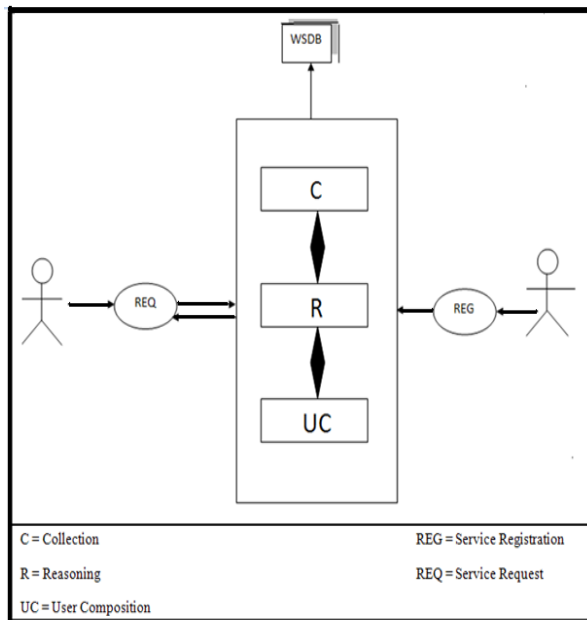 WSDB
C
REQ
R
REG
UC
C = Collection
REG = Service Registration
R = Reasoning
REQ = Service Request
UC = User Composition